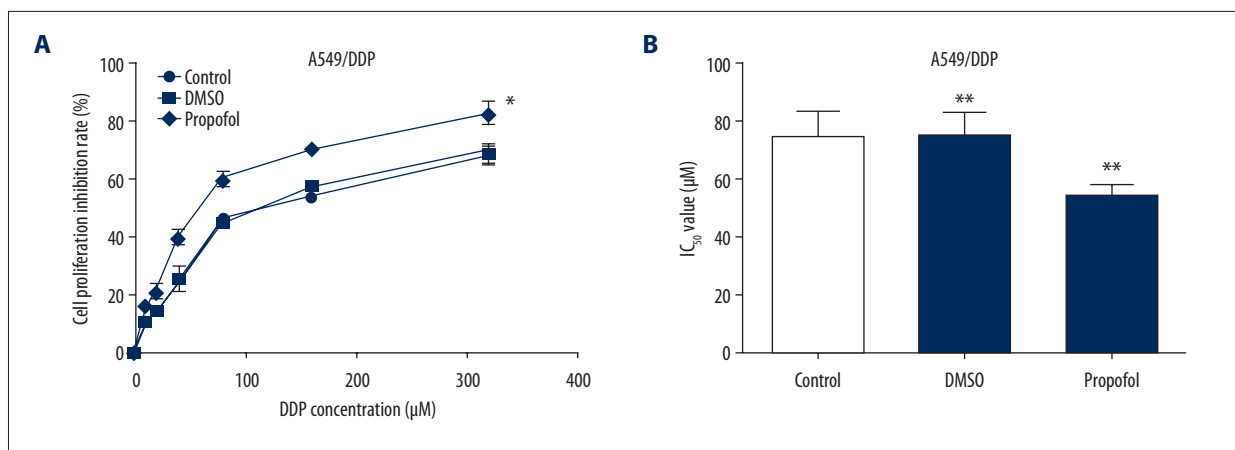 A
A549/DDP
Control
DMSO
Propofol
*
Cell proliferation inhibition rate (%)
100
80
60
40
20
0
0 100 200 300 400
DDP concentration (µM)
B
A549/DDP
**
**
IC50 value (µM)
100
80
60
40
20
0
Control DMSO Propofol